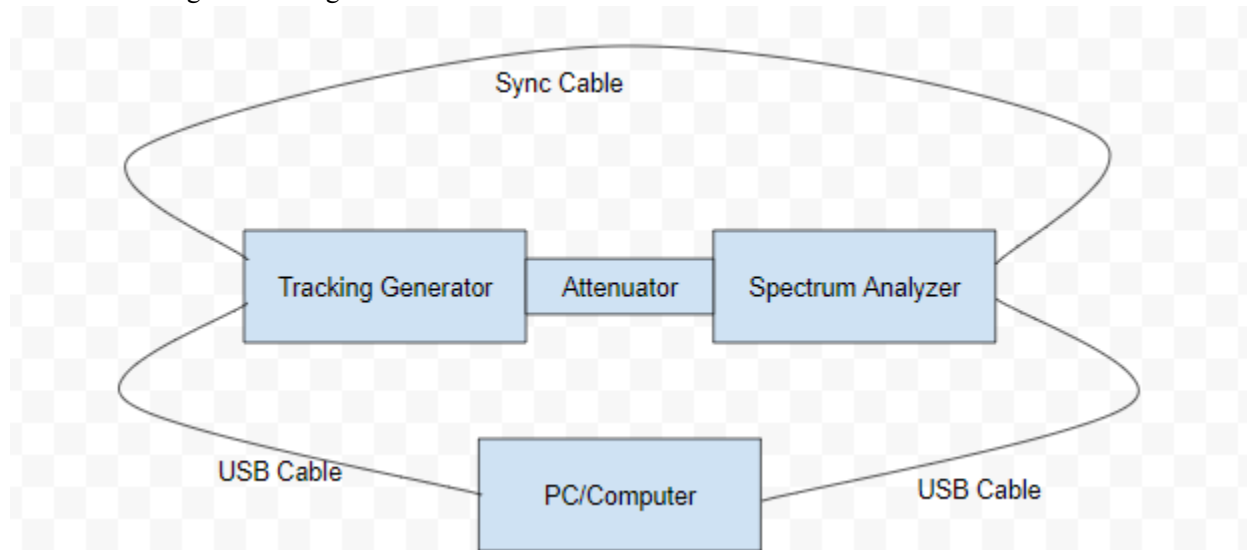 Sync Cable
Tracking Generator
Attenuator
Spectrum Analyzer
USB Cable
PC/Computer
USB Cable